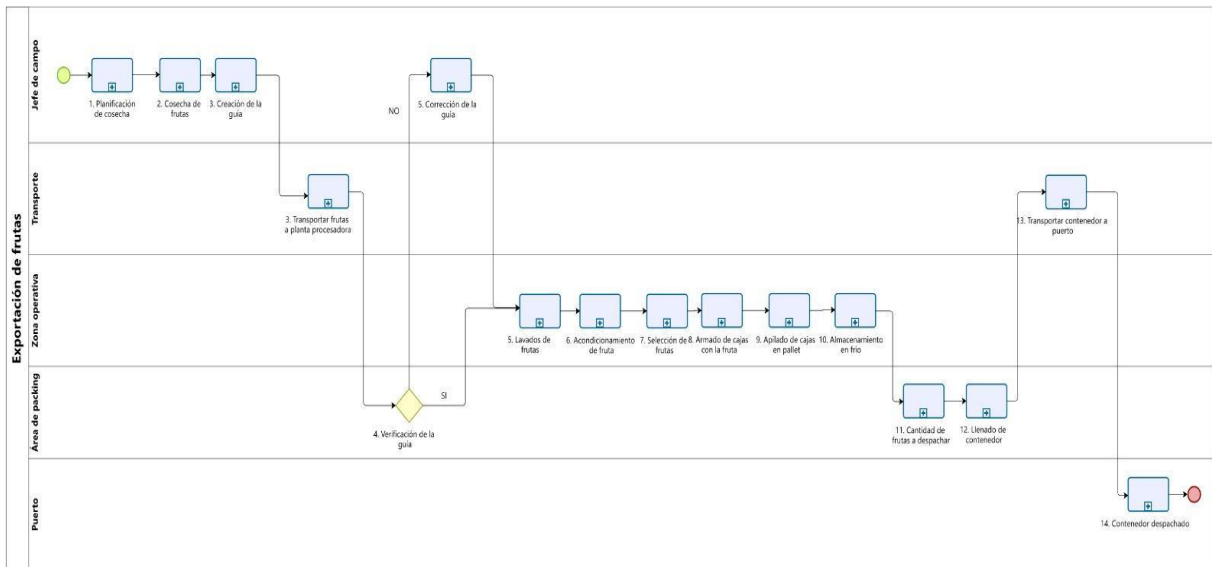 Exportación de frutas
Jefe de campo
1. Planificación
de cosecha
2. Cosecha de
frutas
3. Creación de la
guía
NO
5. Corrección de la
guía
Transporte
3. Transportar frutas
a planta procesadora
13. Transportar contenedor a
puerto
Zona operativa
5. Lavados de
frutas
6. Acondicionamiento
de fruta
7. Selección de
frutas
8. Armado de cajas
con la fruta
9. Apilado de cajas
en pallet
10. Almacenamiento
en frío
Área de packing
4. Verificación de la
guía
SI
11. Cantidad de
frutas a despachar
12. Llenado de
contenedor
Puerto
14. Contenedor despachado